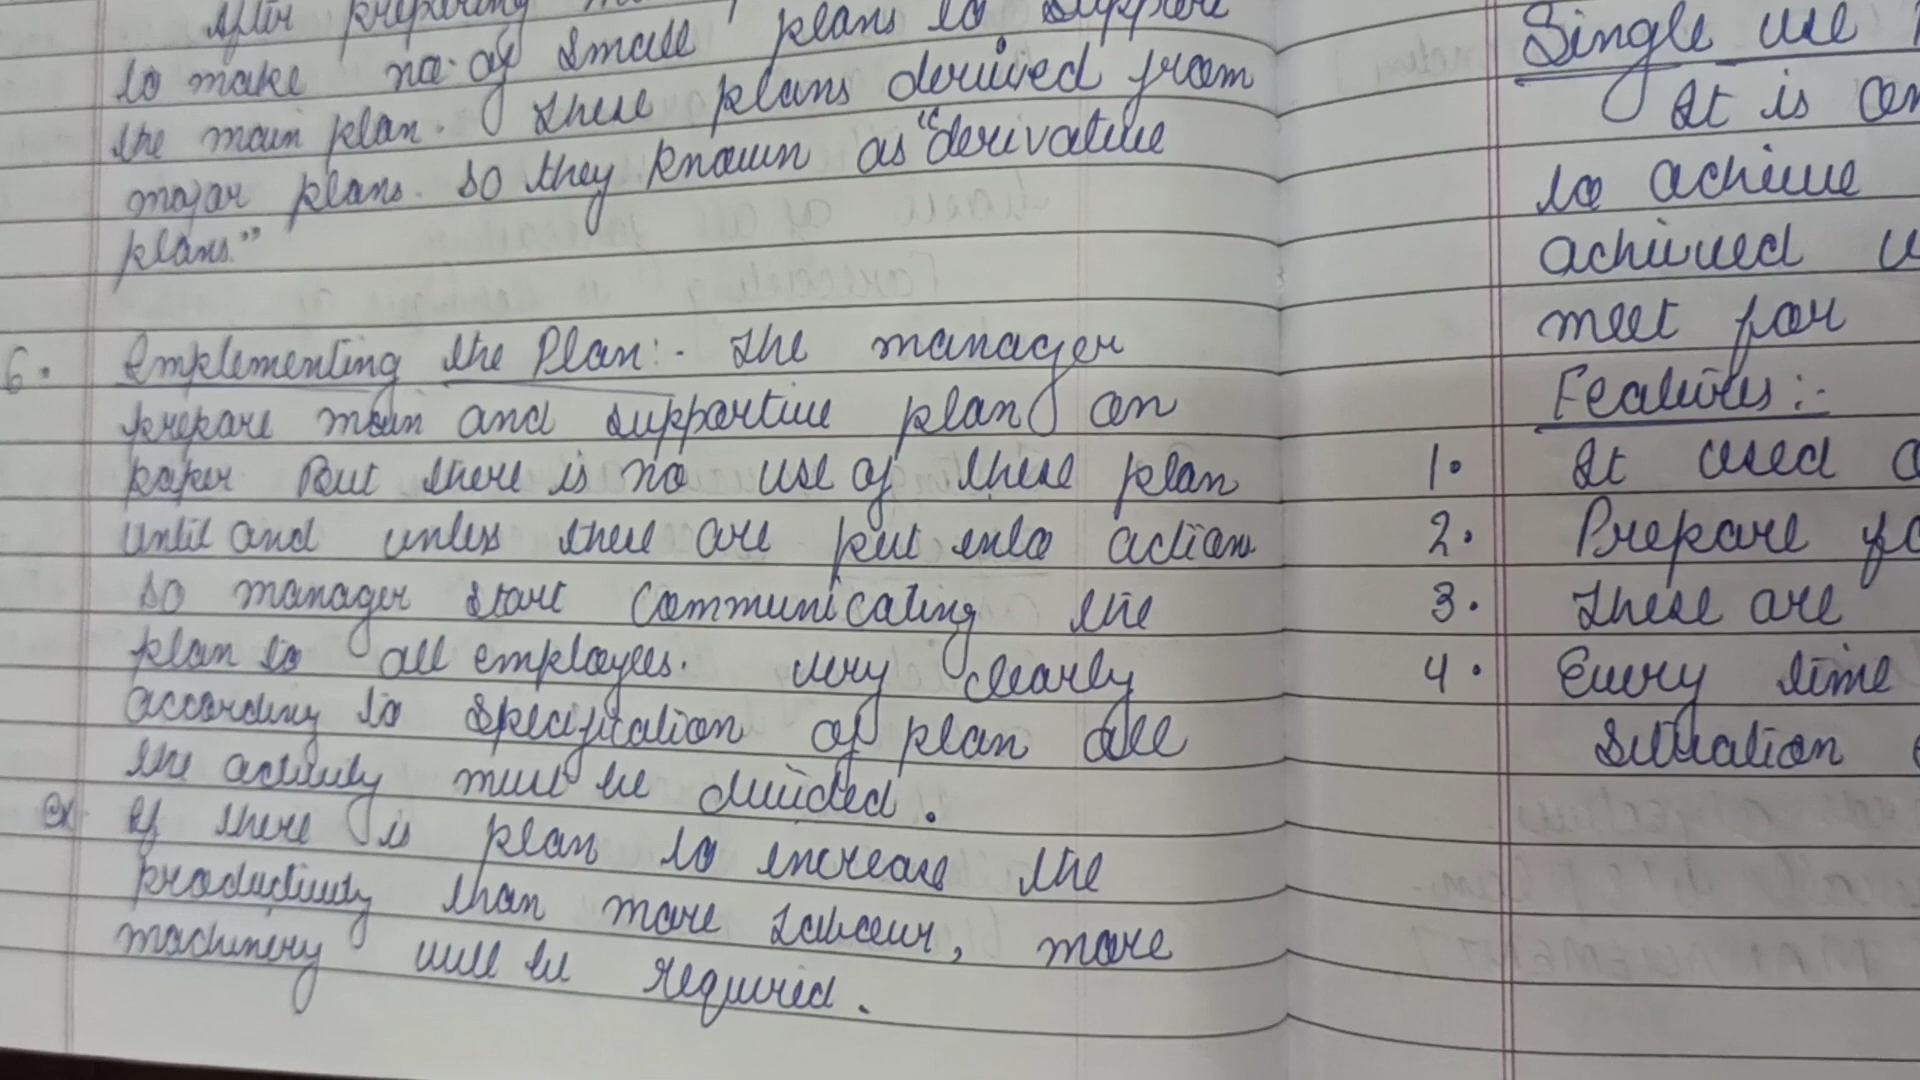 After preparing
to make no. of small plans to support
the main plan. these plans derived from
major plans. so they known as "derivative
plans."
6. Implementing the Plan:- the manager
prepare main and supportive plan on
paper But there is no use of these plan
until and unless these are put into action
so manager start communicating the
plan to all employees. very clearly
according to specification of plan all
the activity must be divided.
ex if there is plan to increase the
productivity than more Labour, more
machinery will be required.
Single use
It is
to achieve
achieved
meet for
Features:-
1. It used
2. Prepare
3. these are
4. Every time
situation